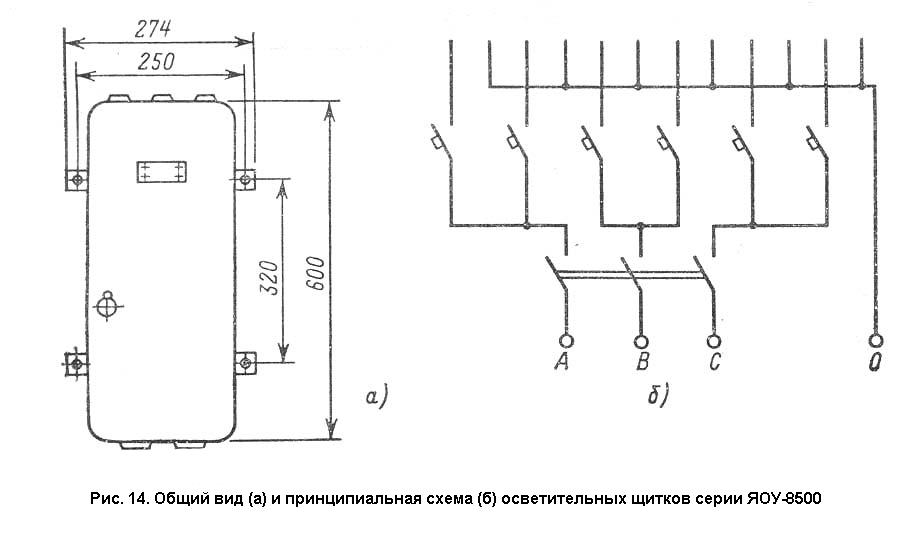 274
250
320
600
а)
А
В
С
0
б)
Рис. 14. Общий вид (а) и принципиальная схема (б) осветительных щитков серии ЯОУ-8500